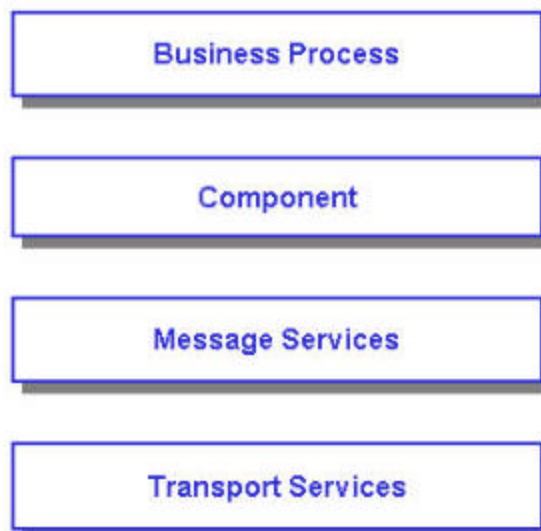 Business Process
Component
Message Services
Transport Services